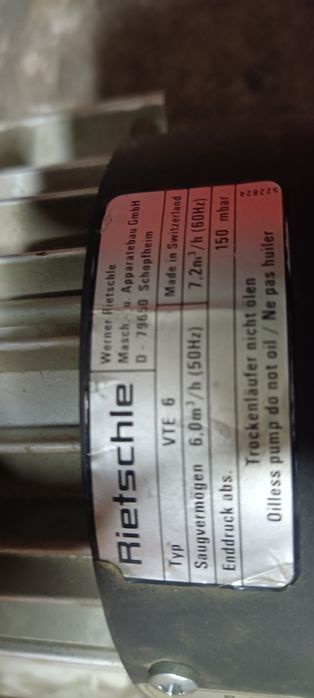 Rietschle
Werner Rietschle
Masch.- u. Apparatebau GmbH
D - 79650 Schopfheim
Typ VTE 6 Made in Switzerland
Saugvermögen 6,0m³/h (50Hz) 7,2m³/h (60Hz)
Enddruck abs. 150 mbar
Trockenläufer nicht ölen
Oilless pump do not oil / Ne pas huiler